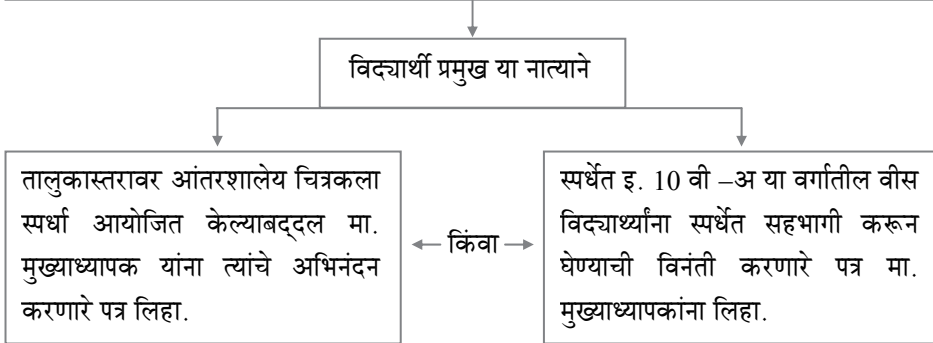 विद्यार्थी प्रमुख या नात्याने
तालुकास्तरावर आंतरशालेय चित्रकला
स्पर्धा आयोजित केल्याबद्‌दल मा.
मुख्याध्यापक यांना त्यांचे अभिनंदन
करणारे पत्र लिहा.
किंवा
स्पर्धेत इ. 10 वी –अ या वर्गातील वीस
विद्यार्थ्यांना स्पर्धेत सहभागी करून
घेण्याची विनंती करणारे पत्र मा.
मुख्याध्यापकांना लिहा.